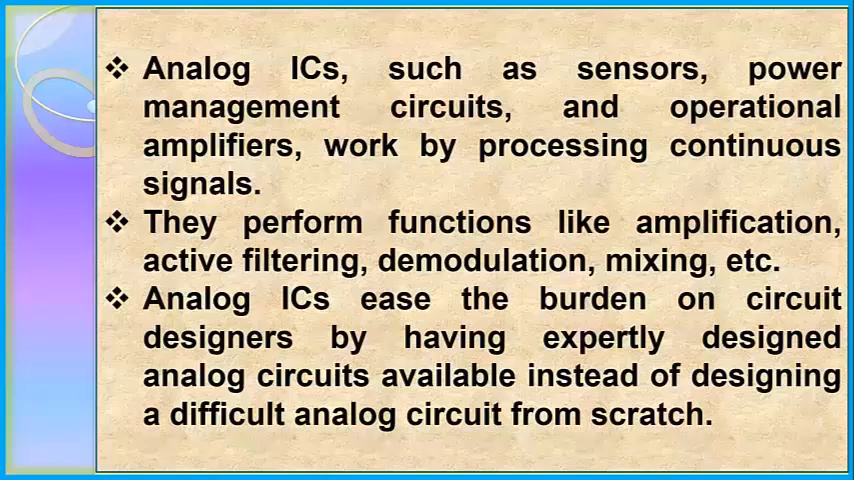 ❖ Analog ICs, such as sensors, power
management circuits, and operational
amplifiers, work by processing continuous
signals.
❖ They perform functions like amplification,
active filtering, demodulation, mixing, etc.
❖ Analog ICs ease the burden on circuit
designers by having expertly designed
analog circuits available instead of designing
a difficult analog circuit from scratch.